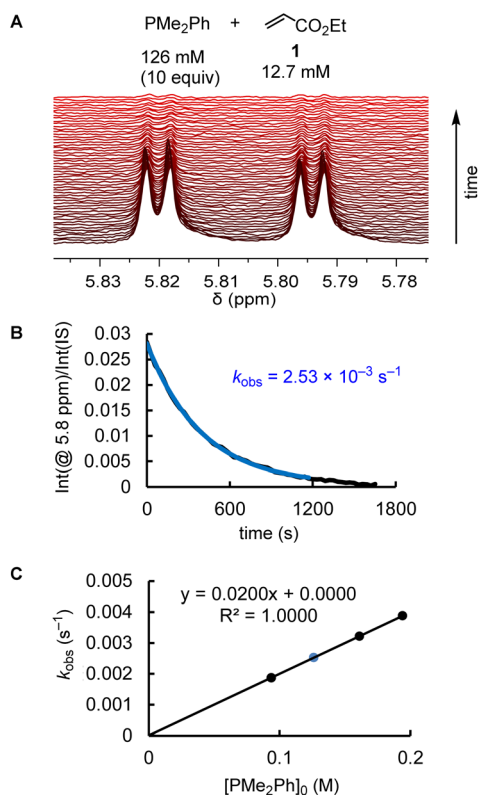 A
PMe2Ph + CO2Et
126 mM 1
(10 equiv) 12.7 mM
time
5.83 5.82 5.81 5.80 5.79 5.78
δ (ppm)
B
Int(@ 5.8 ppm)/Int(IS)
0.03
0.025
0.02
0.015
0.01
0.005
0
kobs = 2.53 × 10–3 s–1
0 600 1200 1800
time (s)
C
kobs (s–1)
0.005
0.004
0.003
0.002
0.001
0.000
y = 0.0200x + 0.0000
R² = 1.0000
0 0.1 0.2
[PMe2Ph]0 (M)